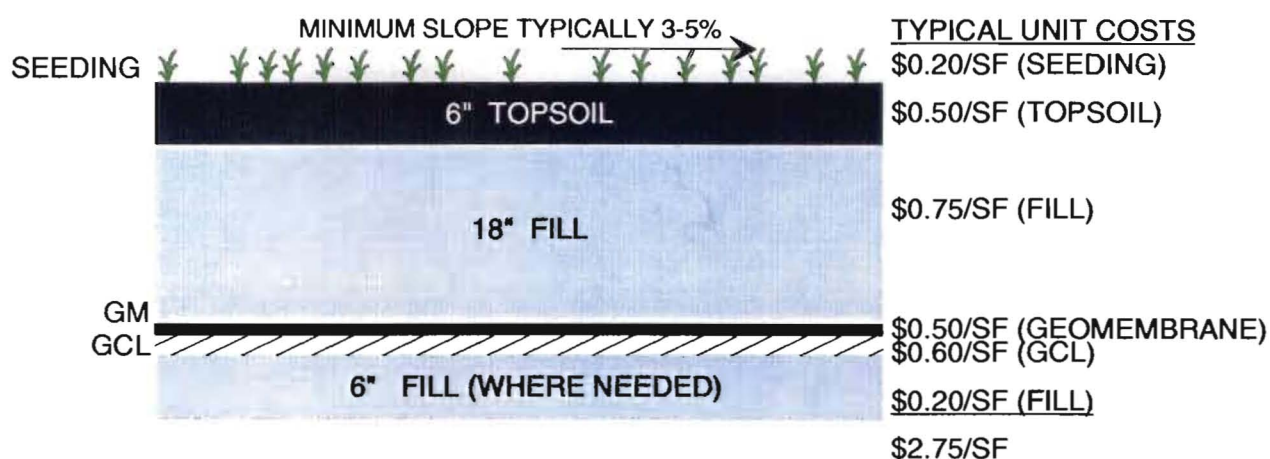 MINIMUM SLOPE TYPICALLY 3-5%
TYPICAL UNIT COSTS
SEEDING
$0.20/SF (SEEDING)
6" TOPSOIL
$0.50/SF (TOPSOIL)
18" FILL
$0.75/SF (FILL)
GM
$0.50/SF (GEOMEMBRANE)
GCL
$0.60/SF (GCL)
6" FILL (WHERE NEEDED)
$0.20/SF (FILL)
$2.75/SF